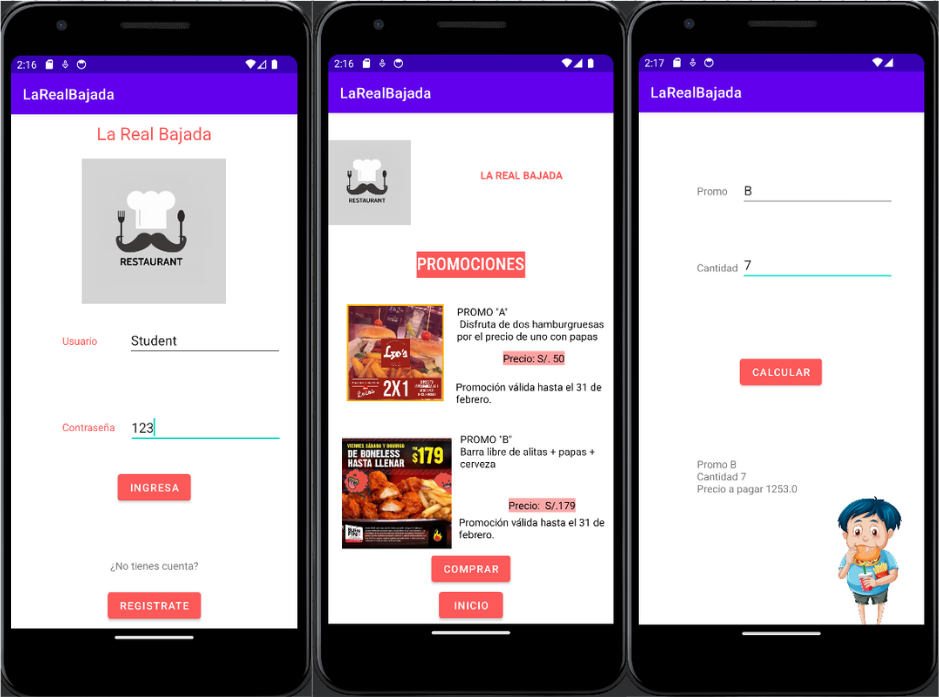 2:16
LaRealBajada
La Real Bajada
RESTAURANT
Usuario
Student
Contraseña
123
INGRESA
¿No tienes cuenta?
REGISTRATE
2:16
LaRealBajada
RESTAURANT
LA REAL BAJADA
PROMOCIONES
Leo's
2X1
PROMO "A"
Disfruta de dos hamburgruesas
por el precio de uno con papas
Precio: S/. 50
Promoción válida hasta el 31 de
febrero.
VIERNES, SÁBADO Y DOMINGO
DE BONELESS
HASTA LLENAR
$179
PROMO "B"
Barra libre de alitas + papas +
cerveza
Precio: S/.179
Promoción válida hasta el 31 de
febrero.
COMPRAR
INICIO
2:17
LaRealBajada
Promo
B
Cantidad
7
CALCULAR
Promo B
Cantidad 7
Precio a pagar 1253.0